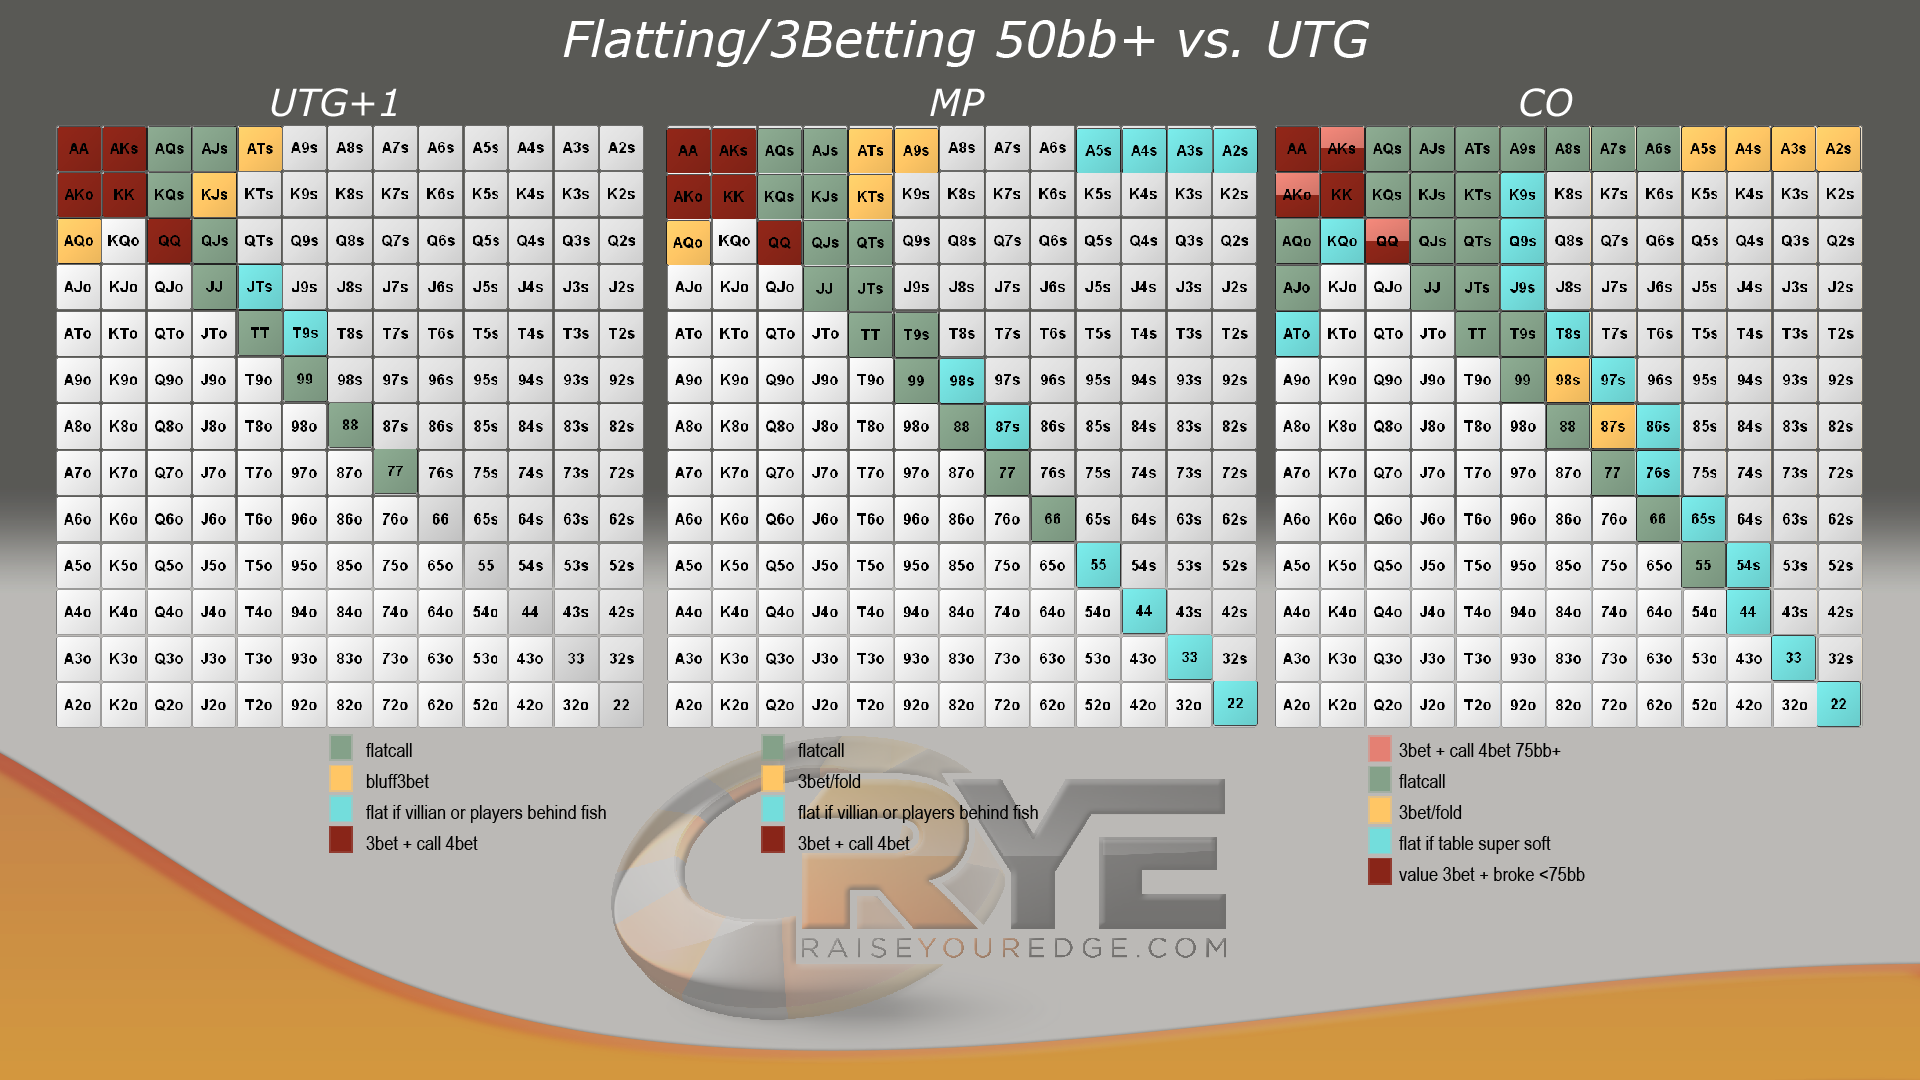 Flatting/3Betting 50bb+ vs. UTG
UTG+1
AA AKs AQs AJs ATs A9s A8s A7s A6s A5s A4s A3s A2s
AKo KK KQs KJs KTs K9s K8s K7s K6s K5s K4s K3s K2s
AQo KQo QQ QJs QTs Q9s Q8s Q7s Q6s Q5s Q4s Q3s Q2s
AJo KJo QJo JJ JTs J9s J8s J7s J6s J5s J4s J3s J2s
ATo KTo QTo JTo TT T9s T8s T7s T6s T5s T4s T3s T2s
A9o K9o Q9o J9o T9o 99 98s 97s 96s 95s 94s 93s 92s
A8o K8o Q8o J8o T8o 98o 88 87s 86s 85s 84s 83s 82s
A7o K7o Q7o J7o T7o 97o 87o 77 76s 75s 74s 73s 72s
A6o K6o Q6o J6o T6o 96o 86o 76o 66 65s 64s 63s 62s
A5o K5o Q5o J5o T5o 95o 85o 75o 65o 55 54s 53s 52s
A4o K4o Q4o J4o T4o 94o 84o 74o 64o 54o 44 43s 42s
A3o K3o Q3o J3o T3o 93o 83o 73o 63o 53o 43o 33 32s
A2o K2o Q2o J2o T2o 92o 82o 72o 62o 52o 42o 32o 22
flatcall
bluff3bet
flat if villian or players behind fish
3bet + call 4bet
MP
AA AKs AQs AJs ATs A9s A8s A7s A6s A5s A4s A3s A2s
AKo KK KQs KJs KTs K9s K8s K7s K6s K5s K4s K3s K2s
AQo KQo QQ QJs QTs Q9s Q8s Q7s Q6s Q5s Q4s Q3s Q2s
AJo KJo QJo JJ JTs J9s J8s J7s J6s J5s J4s J3s J2s
ATo KTo QTo JTo TT T9s T8s T7s T6s T5s T4s T3s T2s
A9o K9o Q9o J9o T9o 99 98s 97s 96s 95s 94s 93s 92s
A8o K8o Q8o J8o T8o 98o 88 87s 86s 85s 84s 83s 82s
A7o K7o Q7o J7o T7o 97o 87o 77 76s 75s 74s 73s 72s
A6o K6o Q6o J6o T6o 96o 86o 76o 66 65s 64s 63s 62s
A5o K5o Q5o J5o T5o 95o 85o 75o 65o 55 54s 53s 52s
A4o K4o Q4o J4o T4o 94o 84o 74o 64o 54o 44 43s 42s
A3o K3o Q3o J3o T3o 93o 83o 73o 63o 53o 43o 33 32s
A2o K2o Q2o J2o T2o 92o 82o 72o 62o 52o 42o 32o 22
flatcall
3bet/fold
flat if villian or players behind fish
3bet + call 4bet
CO
AA AKs AQs AJs ATs A9s A8s A7s A6s A5s A4s A3s A2s
AKo KK KQs KJs KTs K9s K8s K7s K6s K5s K4s K3s K2s
AQo KQo QQ QJs QTs Q9s Q8s Q7s Q6s Q5s Q4s Q3s Q2s
AJo KJo QJo JJ JTs J9s J8s J7s J6s J5s J4s J3s J2s
ATo KTo QTo JTo TT T9s T8s T7s T6s T5s T4s T3s T2s
A9o K9o Q9o J9o T9o 99 98s 97s 96s 95s 94s 93s 92s
A8o K8o Q8o J8o T8o 98o 88 87s 86s 85s 84s 83s 82s
A7o K7o Q7o J7o T7o 97o 87o 77 76s 75s 74s 73s 72s
A6o K6o Q6o J6o T6o 96o 86o 76o 66 65s 64s 63s 62s
A5o K5o Q5o J5o T5o 95o 85o 75o 65o 55 54s 53s 52s
A4o K4o Q4o J4o T4o 94o 84o 74o 64o 54o 44 43s 42s
A3o K3o Q3o J3o T3o 93o 83o 73o 63o 53o 43o 33 32s
A2o K2o Q2o J2o T2o 92o 82o 72o 62o 52o 42o 32o 22
3bet + call 4bet 75bb+
flatcall
3bet/fold
flat if table super soft
value 3bet + broke <75bb
RYE
RAISEYOUREDGE.COM